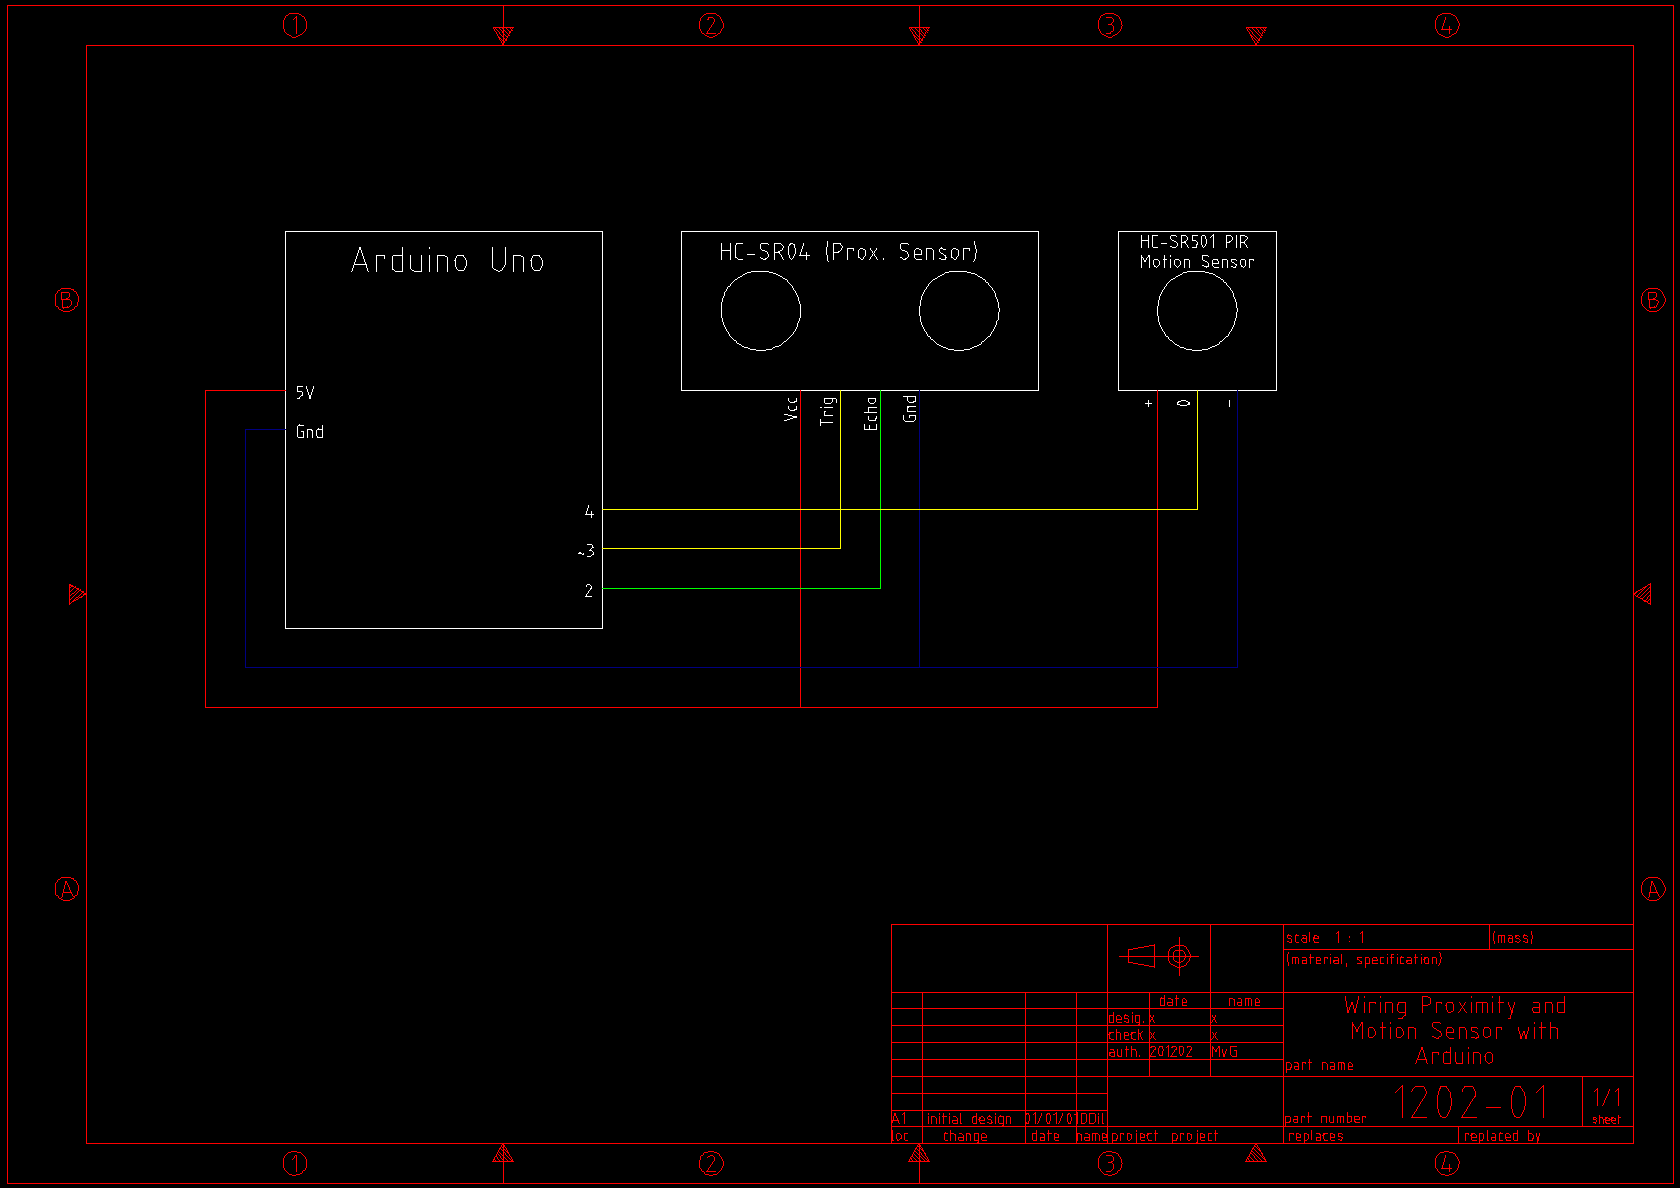 1 2 3 4
Arduino Uno
HC-SR04 (Prox. Sensor)
HC-SR501 PIR
Motion Sensor
B B
5V
Gnd
Vcc Trig Echo Gnd
+ 0 -
4
~3
2
A A
scale 1 : 1 (mass)
(material, specification)
date name
desig. x x
check x x
auth. 201202 MvG
Wiring Proximity and
Motion Sensor with
Arduino
part name
1202-01
part number
1/1
sheet
A1 Initial design 01/01/01
loc change date name project project
replaces replaced by
1 2 3 4